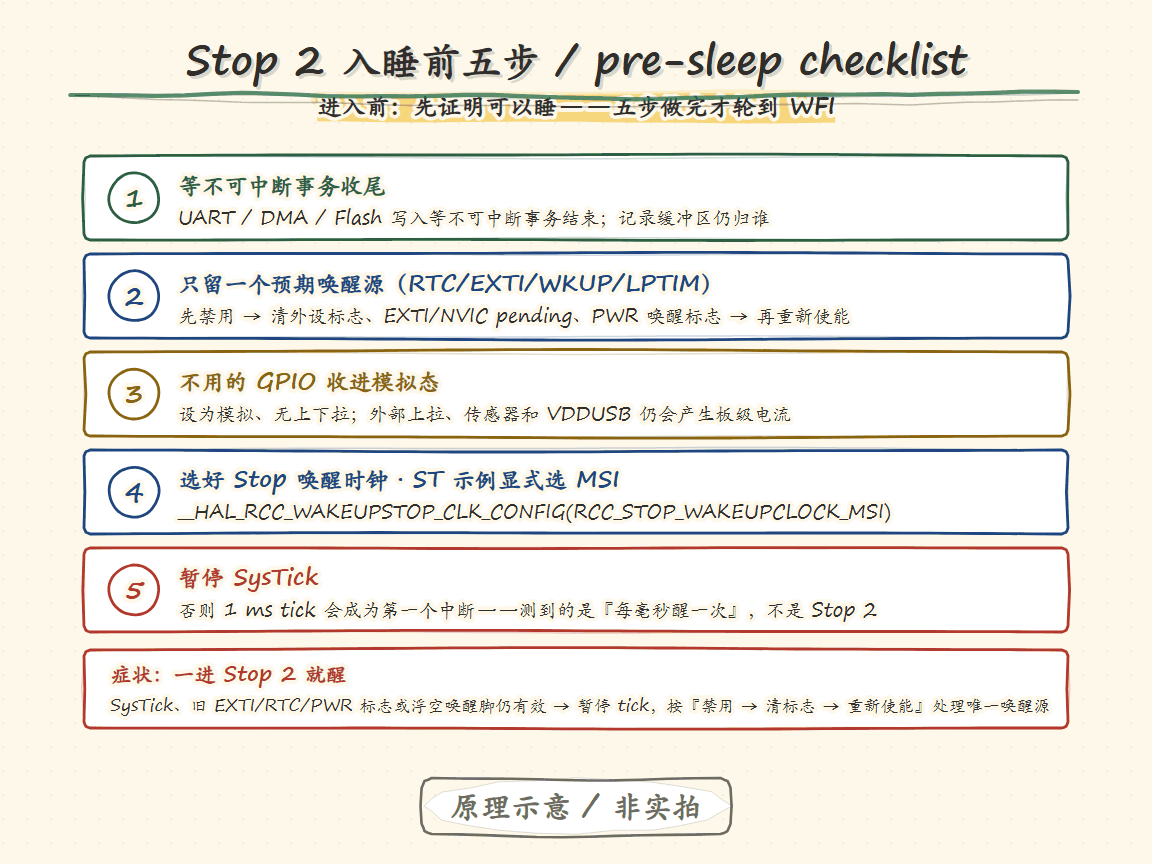 Stop 2 入睡前五步 / pre-sleep checklist
进入前：先证明可以睡——五步做完才轮到 WFI
1
等不可中断事务收尾
UART / DMA / Flash 写入等不可中断事务结束；记录缓冲区仍归谁
2
只留一个预期唤醒源（RTC/EXTI/WKUP/LPTIM）
先禁用 → 清外设标志、EXTI/NVIC pending、PWR 唤醒标志 → 再重新使能
3
不用的 GPIO 收进模拟态
设为模拟、无上下拉；外部上拉、传感器和 VDDUSB 仍会产生板级电流
4
选好 Stop 唤醒时钟 · ST 示例显式选 MSI
__HAL_RCC_WAKEUPSTOP_CLK_CONFIG(RCC_STOP_WAKEUPCLOCK_MSI)
5
暂停 SysTick
否则 1 ms tick 会成为第一个中断——测到的是『每毫秒醒一次』，不是 Stop 2
症状：一进 Stop 2 就醒
SysTick、旧 EXTI/RTC/PWR 标志或浮空唤醒脚仍有效 → 暂停 tick，按『禁用 → 清标志 → 重新使能』处理唯一唤醒源
原理示意 / 非实拍